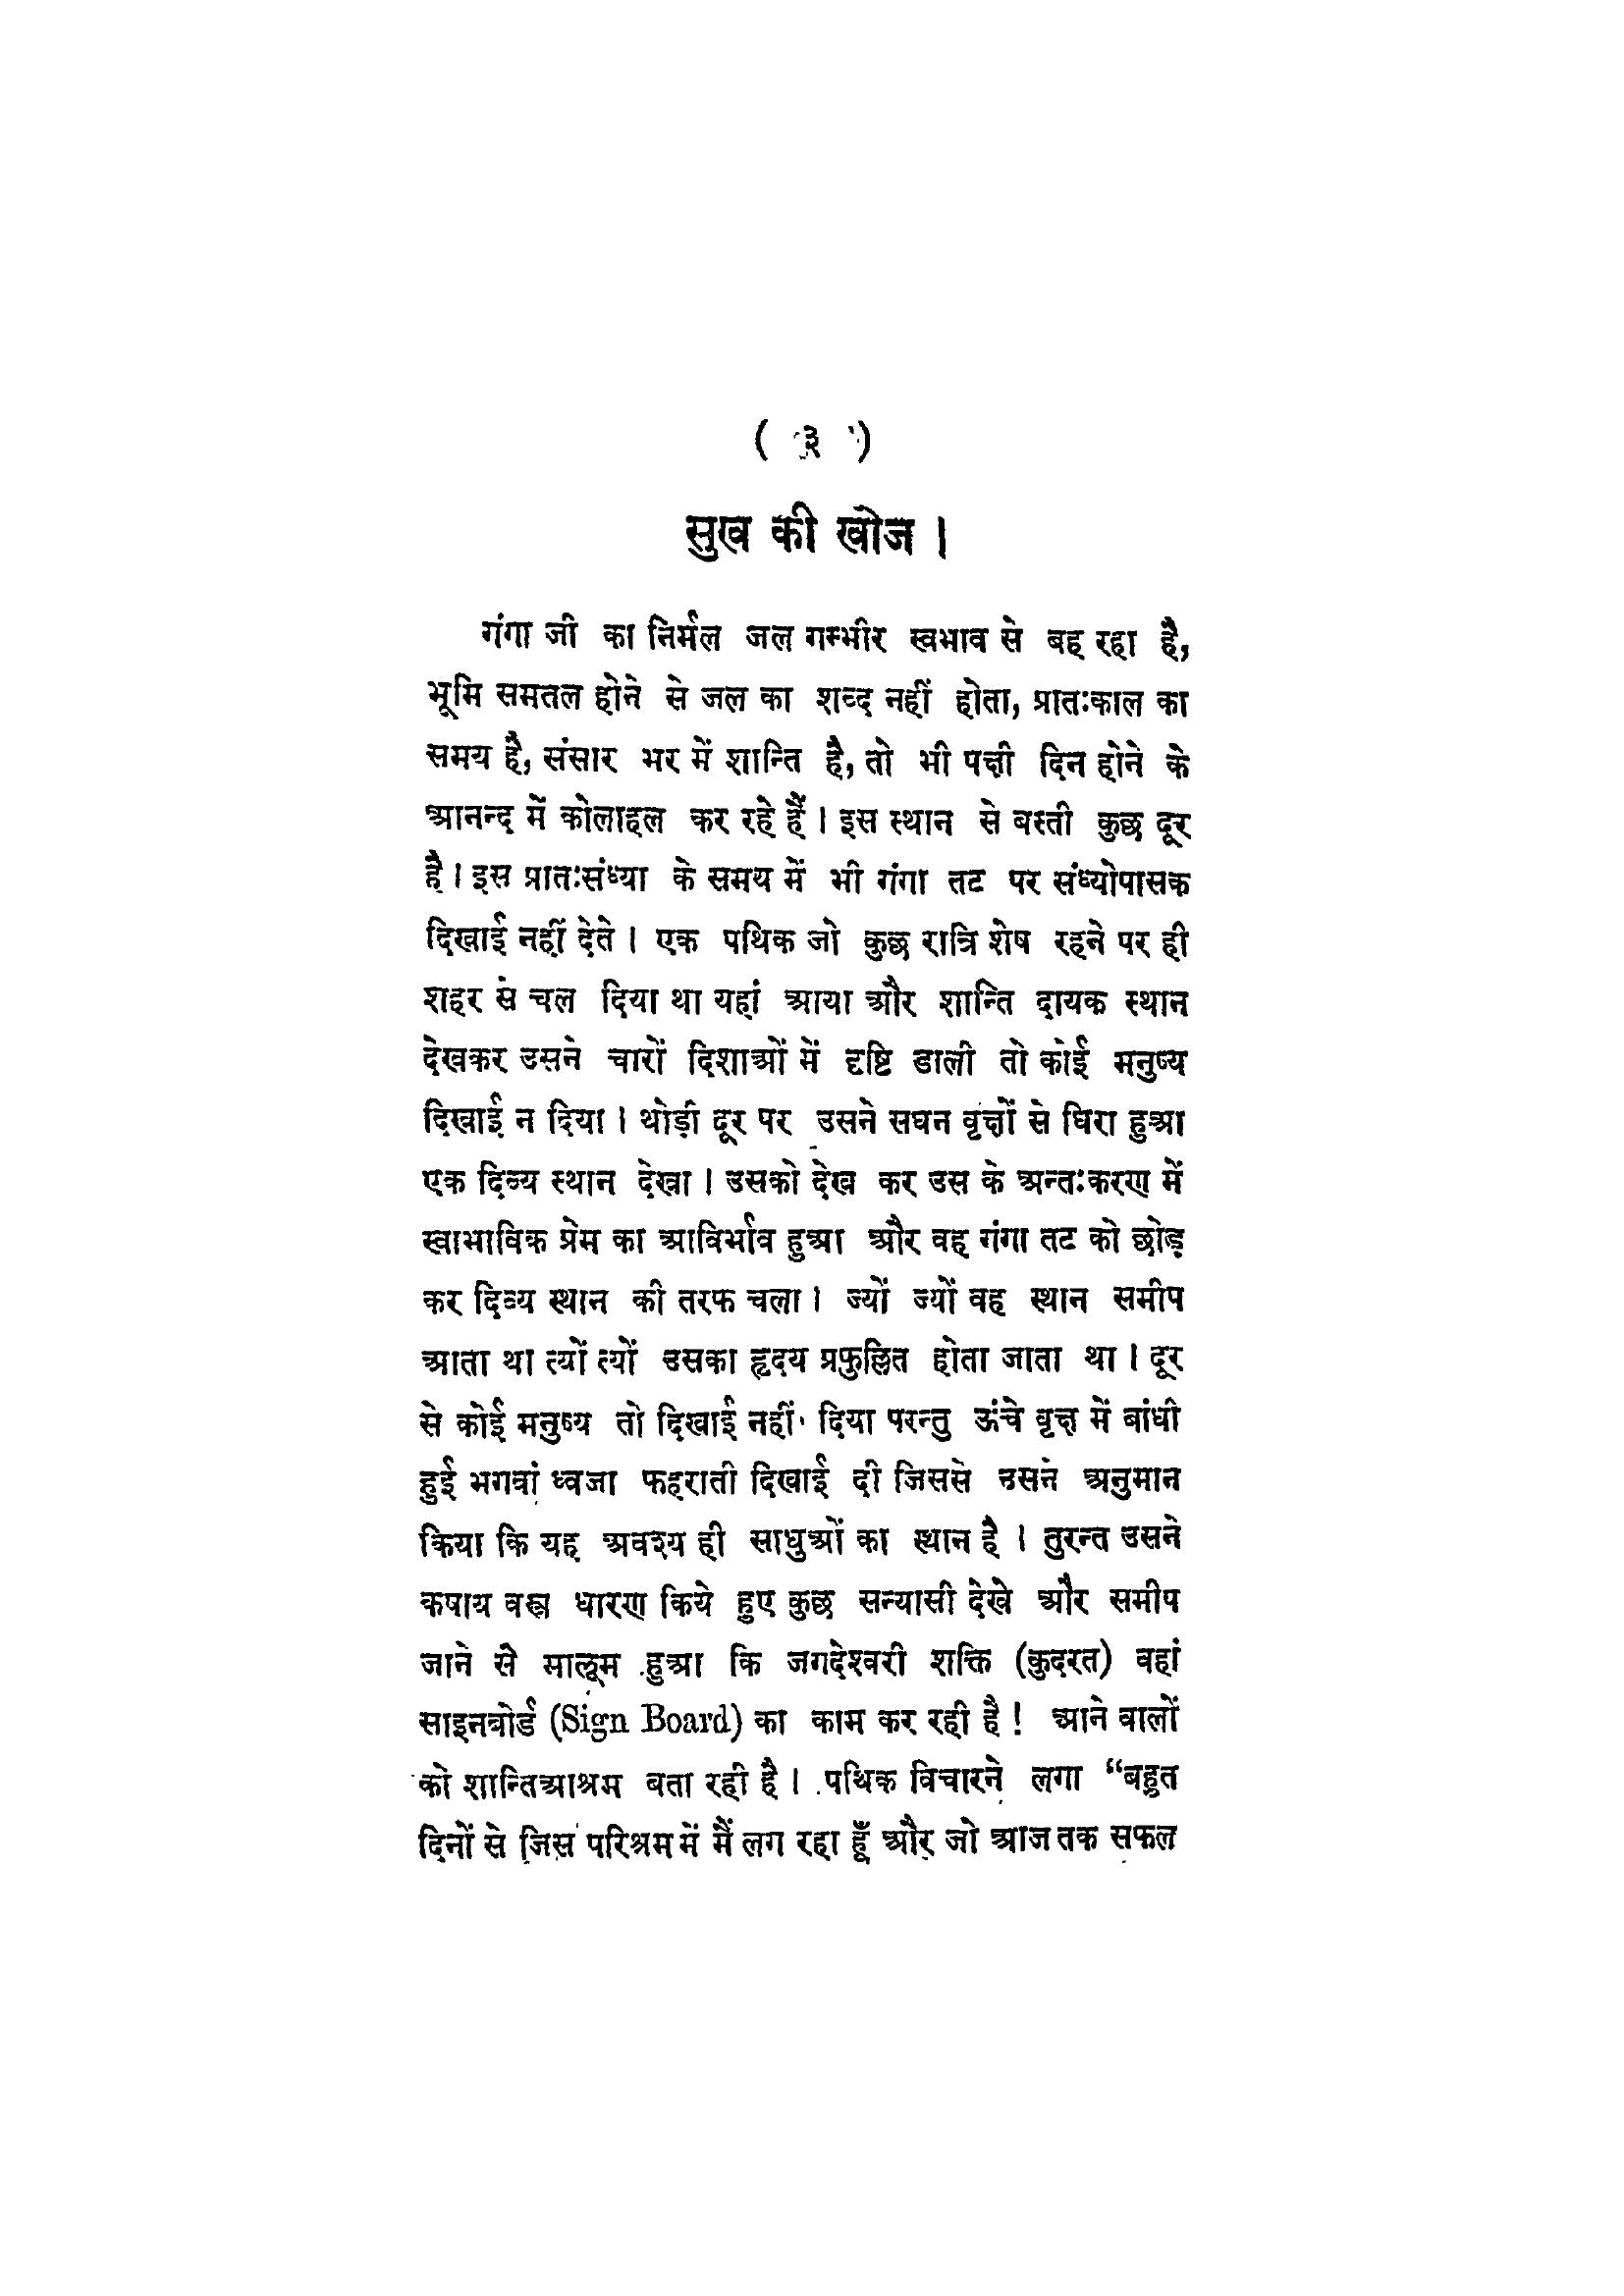 ( ३ )
सुख की खोज ।
गंगा जी का निर्मल जल गम्भीर स्वभाव से बह रहा है,
भूमि समतल होने से जल का शब्द नहीं होता, प्रातःकाल का
समय है, संसार भर में शान्ति है, तो भी पक्षी दिन होने के
आनन्द में कोलाहल कर रहे हैं । इस स्थान से बस्ती कुछ दूर
है । इस प्रातःसंध्या के समय में भी गंगा तट पर संध्योपासक
दिखाई नहीं देते । एक पथिक जो कुछ रात्रि शेष रहने पर ही
शहर से चल दिया था यहां आया और शान्ति दायक स्थान
देखकर उसने चारों दिशाओं में दृष्टि डाली तो कोई मनुष्य
दिखाई न दिया । थोड़ी दूर पर उसने सघन वृक्षों से घिरा हुआ
एक दिव्य स्थान देखा । उसको देख कर उस के अन्तःकरण में
स्वाभाविक प्रेम का आविर्भाव हुआ और वह गंगा तट को छोड़
कर दिव्य स्थान की तरफ चला । ज्यों ज्यों वह स्थान समीप
आता था त्यों त्यों उसका हृदय प्रफुल्लित होता जाता था । दूर
से कोई मनुष्य तो दिखाई नहीं दिया परन्तु ऊंचे वृक्ष में बांधी
हुई भगवां ध्वजा फहराती दिखाई दी जिससे उसने अनुमान
किया कि यह अवश्य ही साधुओं का स्थान है । तुरन्त उसने
कषाय वस्त्र धारण किये हुए कुछ सन्यासी देखे और समीप
जाने से मालूम हुआ कि जगदेश्वरी शक्ति (कुदरत) वहां
साइनबोर्ड (Sign Board) का काम कर रही है ! आने वालों
को शान्तिआश्रम बता रही है । पथिक विचारने लगा “बहुत
दिनों से जिस परिश्रम में मैं लग रहा हूँ और जो आज तक सफल